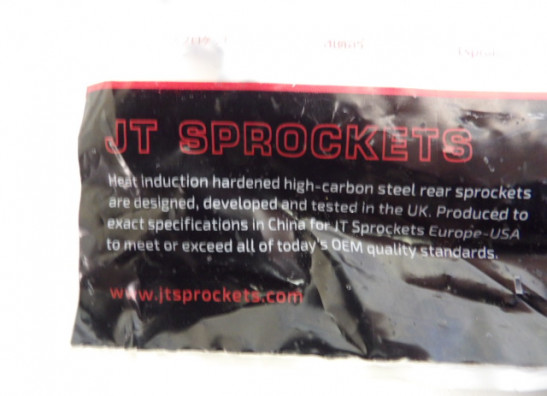 JT SPROCKETS
Heat induction hardened high-carbon steel rear sprockets
are designed, developed and tested in the UK. Produced to
exact specifications in China for JT Sprockets Europe-USA
to meet or exceed all of today's OEM quality standards.
www.jtsprockets.com